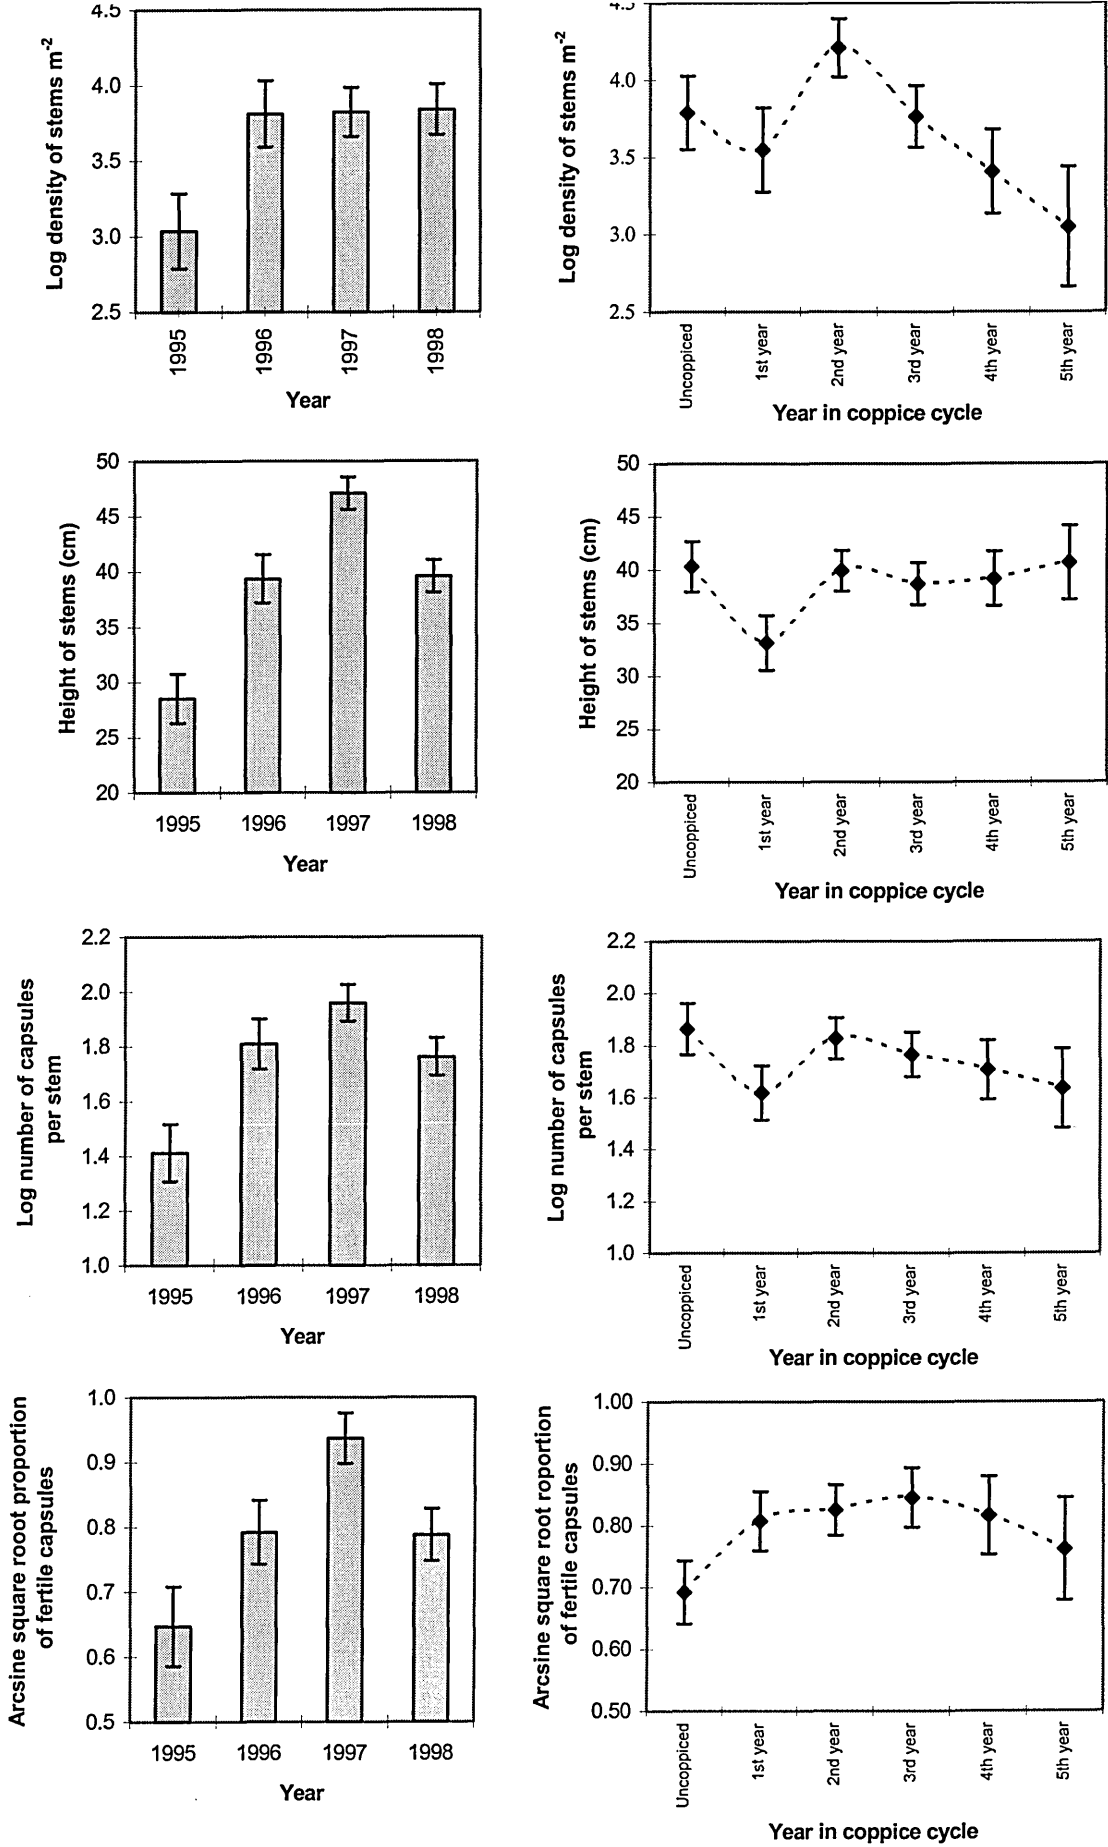 Log density of stems m-2
4.5
4.0
3.5
3.0
2.5
1995
1996
1997
1998
Year
Log density of stems m-2
4.5
4.0
3.5
3.0
2.5
Uncoppiced
1st year
2nd year
3rd year
4th year
5th year
Year in coppice cycle
Height of stems (cm)
50
45
40
35
30
25
20
1995
1996
1997
1998
Year
Height of stems (cm)
50
45
40
35
30
25
20
Uncoppiced
1st year
2nd year
3rd year
4th year
5th year
Year in coppice cycle
Log number of capsules
per stem
2.2
2.0
1.8
1.6
1.4
1.2
1.0
1995
1996
1997
1998
Year
Log number of capsules
per stem
2.2
2.0
1.8
1.6
1.4
1.2
1.0
Uncoppiced
1st year
2nd year
3rd year
4th year
5th year
Year in coppice cycle
Arcsine square rooot proportion
of fertile capsules
1.0
0.9
0.8
0.7
0.6
0.5
1995
1996
1997
1998
Year
Arcsine square root roportion
of fertile capsules
1.00
0.90
0.80
0.70
0.60
0.50
Uncoppiced
1st year
2nd year
3rd year
4th year
5th year
Year in coppice cycle